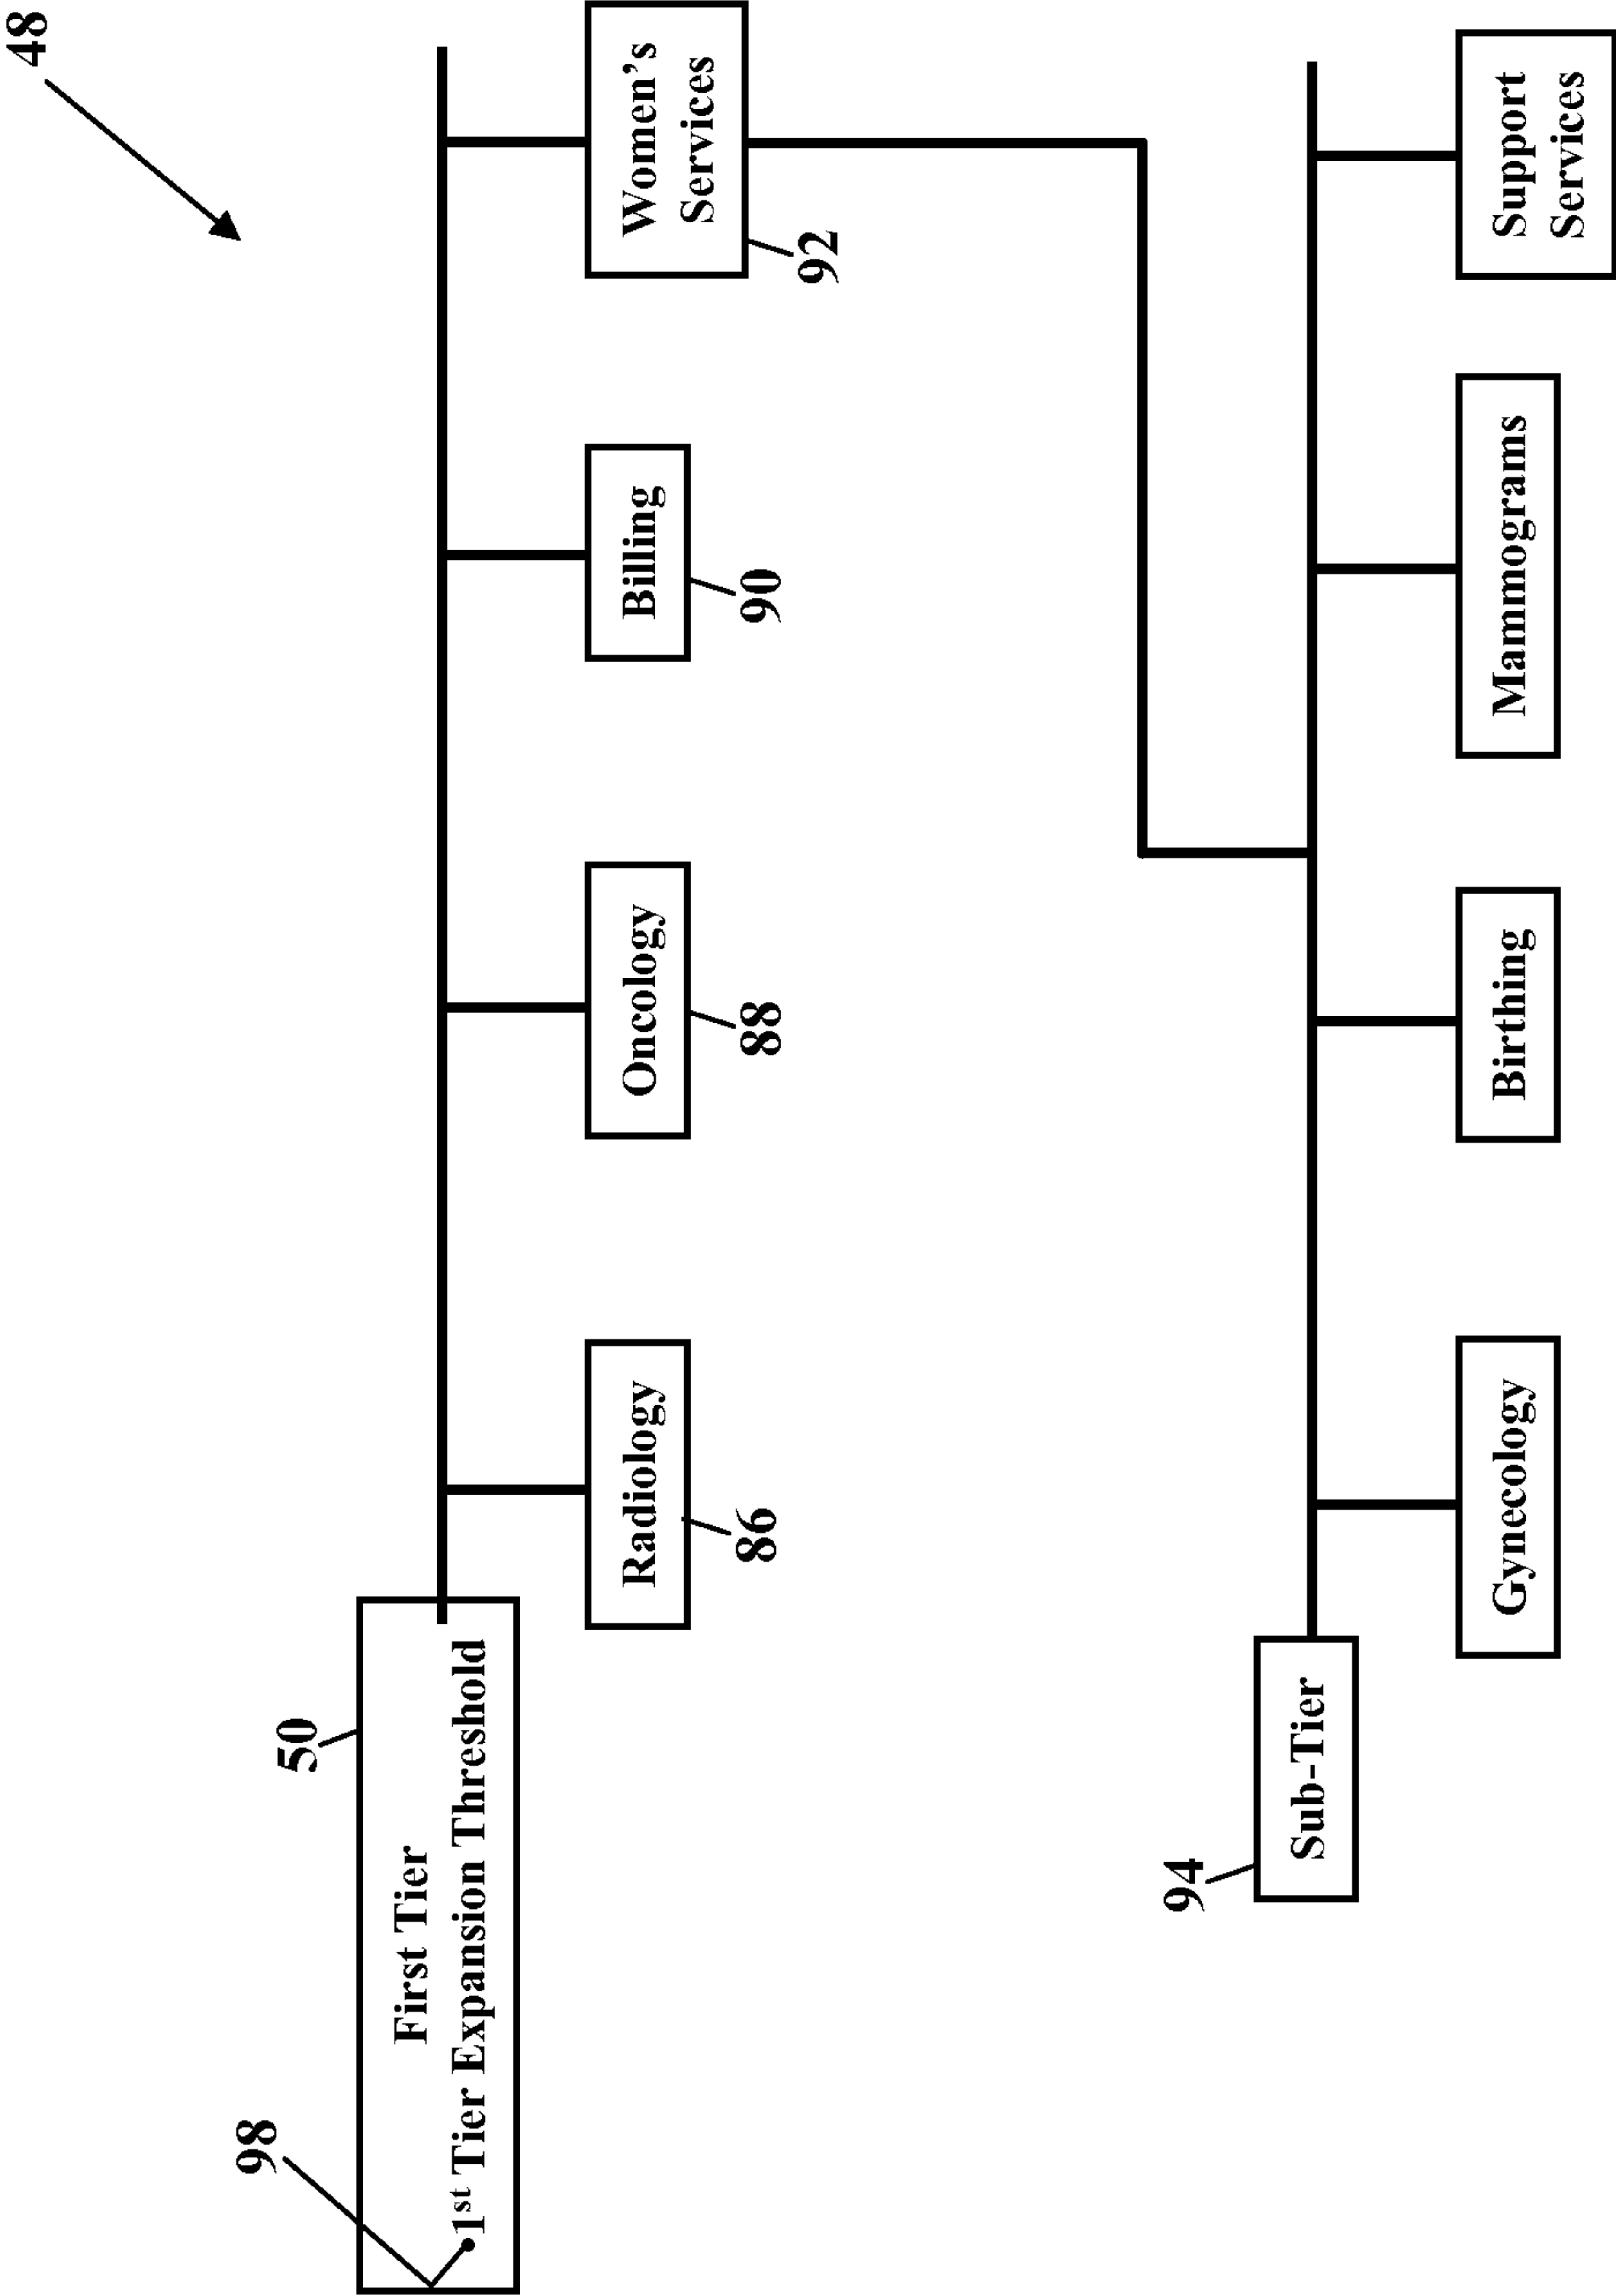 48
98
50
First Tier
1st Tier Expansion Threshold
Radiology
86
Oncology
88
Billing
90
Women's
Services
92
94
Sub-Tier
Gynecology
Birthing
Mammograms
Support
Services